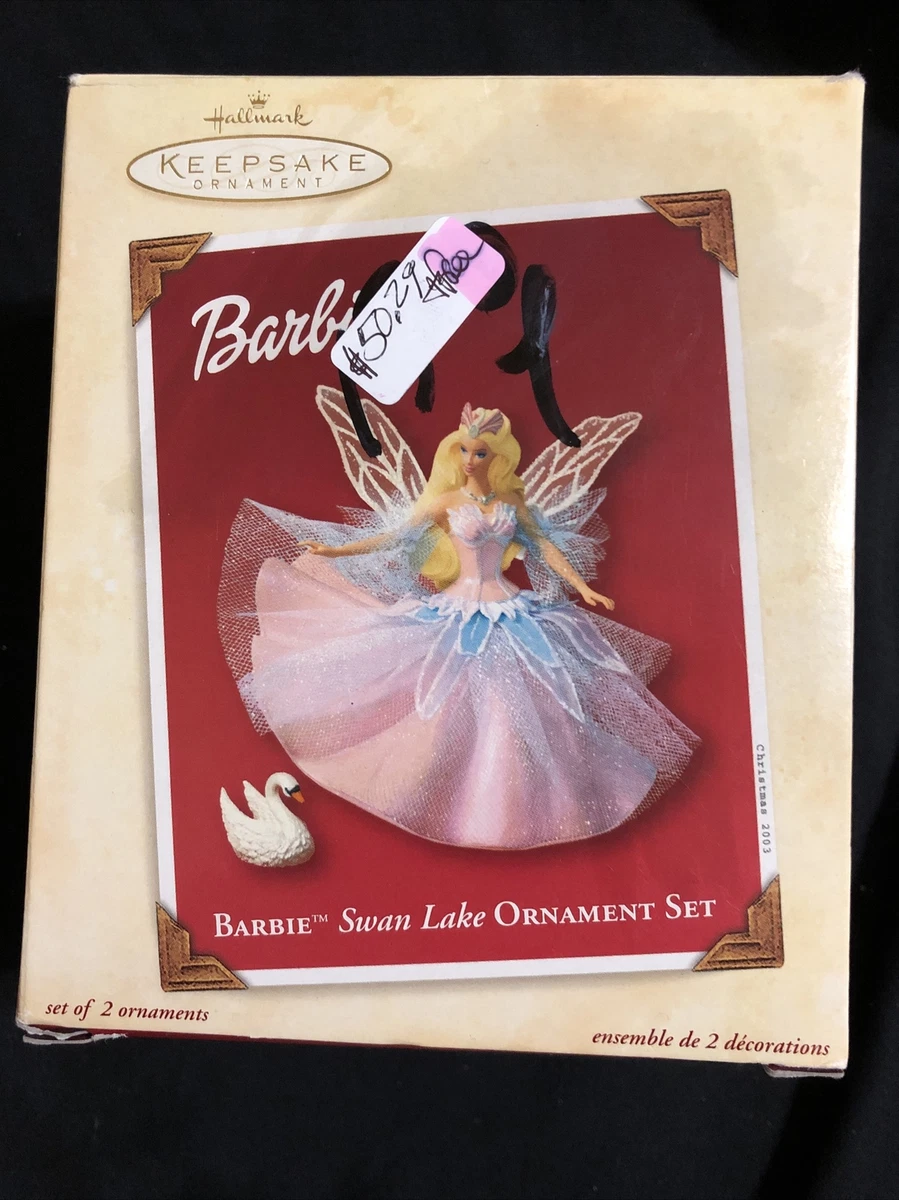 Hallmark
KEEPSAKE
ORNAMENT
Barbi
$50.29
Christmas 2003
BARBIE™ Swan Lake ORNAMENT SET
set of 2 ornaments
ensemble de 2 décorations